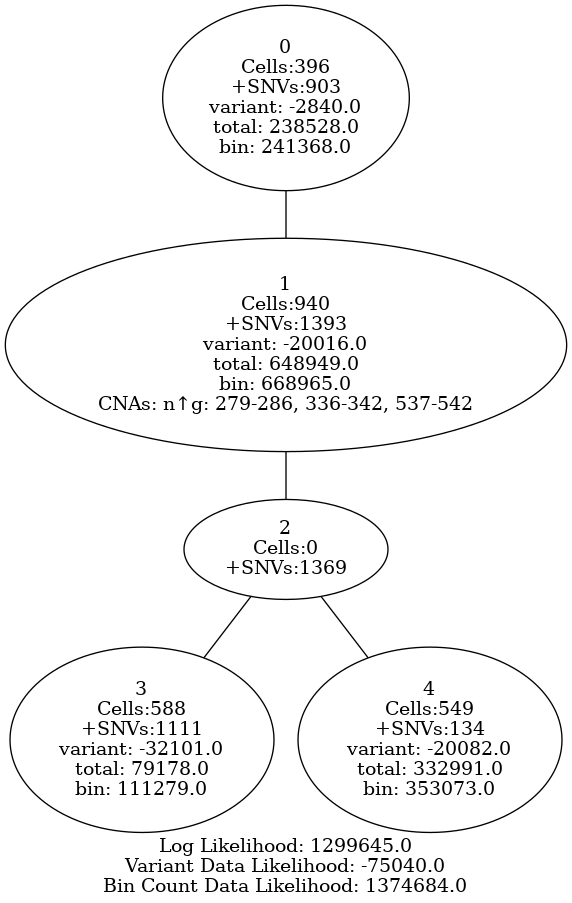 0
Cells:396
+SNVs:903
variant: -2840.0
total: 238528.0
bin: 241368.0
1
Cells:940
+SNVs:1393
variant: -20016.0
total: 648949.0
bin: 668965.0
CNAs: n↑g: 279-286, 336-342, 537-542
2
Cells:0
+SNVs:1369
3
Cells:588
+SNVs:1111
variant: -32101.0
total: 79178.0
bin: 111279.0
4
Cells:549
+SNVs:134
variant: -20082.0
total: 332991.0
bin: 353073.0
Log Likelihood: 1299645.0
Variant Data Likelihood: -75040.0
Bin Count Data Likelihood: 1374684.0